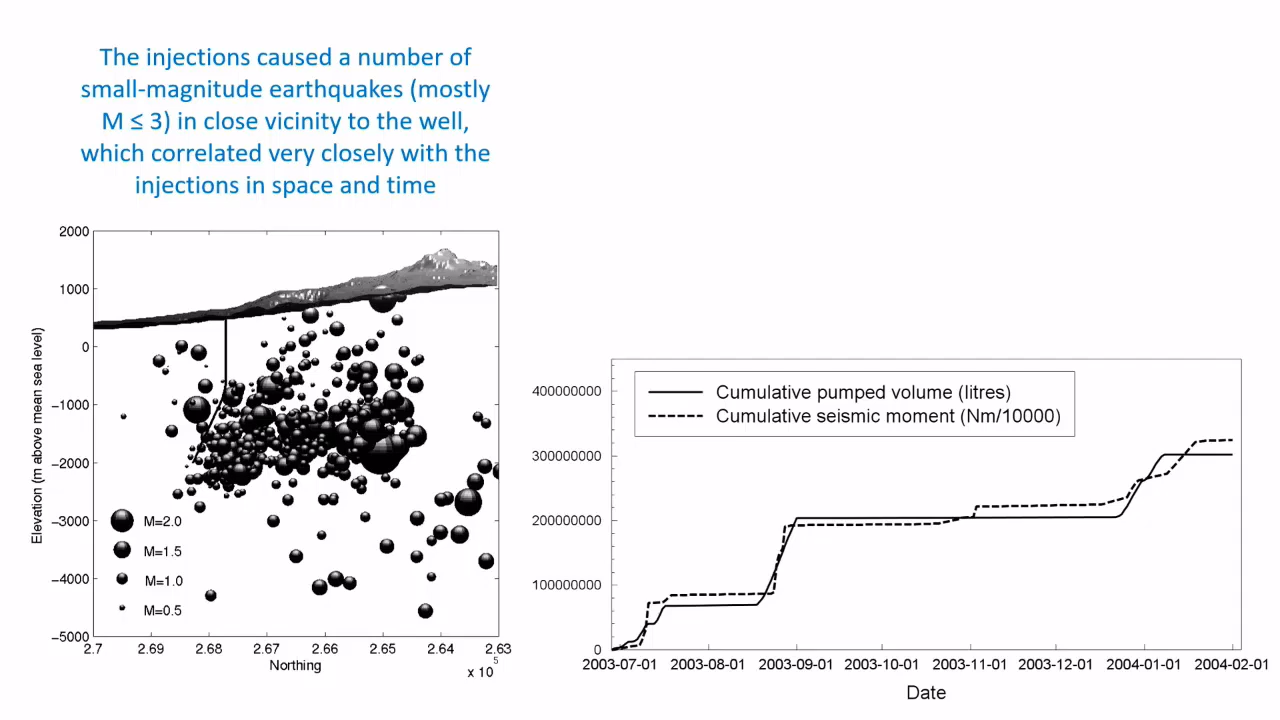 The injections caused a number of
small-magnitude earthquakes (mostly
M ≤ 3) in close vicinity to the well,
which correlated very closely with the
injections in space and time
2000
1000
0
−1000
−2000
−3000
−4000
−5000
Elevation (m above mean sea level)
M=2.0
M=1.5
M=1.0
M=0.5
2.7 2.69 2.68 2.67 2.66 2.65 2.64 2.63
Northing
x 10^5
Cumulative pumped volume (litres)
Cumulative seismic moment (Nm/10000)
400000000
300000000
200000000
100000000
0
2003-07-01 2003-08-01 2003-09-01 2003-10-01 2003-11-01 2003-12-01 2004-01-01 2004-02-01
Date